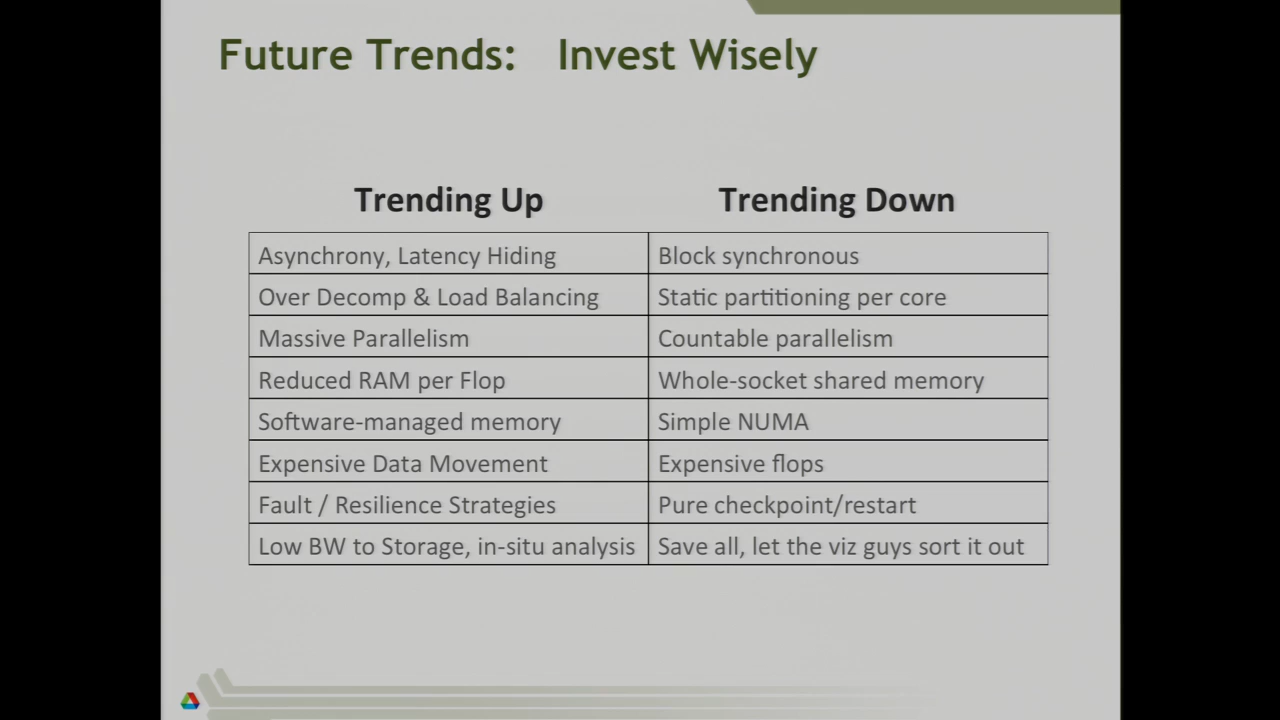 Future Trends: Invest Wisely
Trending Up Trending Down
Asynchrony, Latency Hiding Block synchronous
Over Decomp & Load Balancing Static partitioning per core
Massive Parallelism Countable parallelism
Reduced RAM per Flop Whole-socket shared memory
Software-managed memory Simple NUMA
Expensive Data Movement Expensive flops
Fault / Resilience Strategies Pure checkpoint/restart
Low BW to Storage, in-situ analysis Save all, let the viz guys sort it out